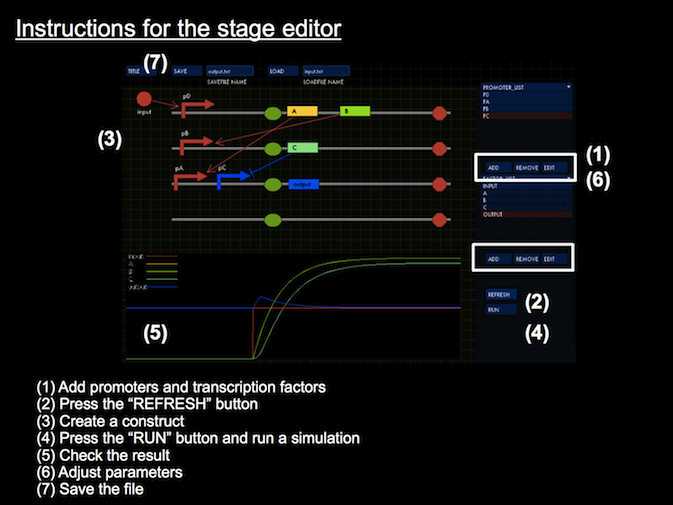 Instructions for the stage editor
TITLE
(7)
SAVE
output.txt
LOAD
input.txt
SAVEFILE NAME
LOADFILE NAME
PROMOTER_LIST
P0
PA
PB
PC
p0
input
A
B
(3)
pB
C
(1)
ADD
REMOVE
EDIT
pA
pC
output
(6)
FACTOR_LIST
INPUT
A
B
C
OUTPUT
input
A
B
C
output
ADD
REMOVE
EDIT
REFRESH
(2)
RUN
(5)
(4)
(1) Add promoters and transcription factors
(2) Press the “REFRESH” button
(3) Create a construct
(4) Press the “RUN” button and run a simulation
(5) Check the result
(6) Adjust parameters
(7) Save the file